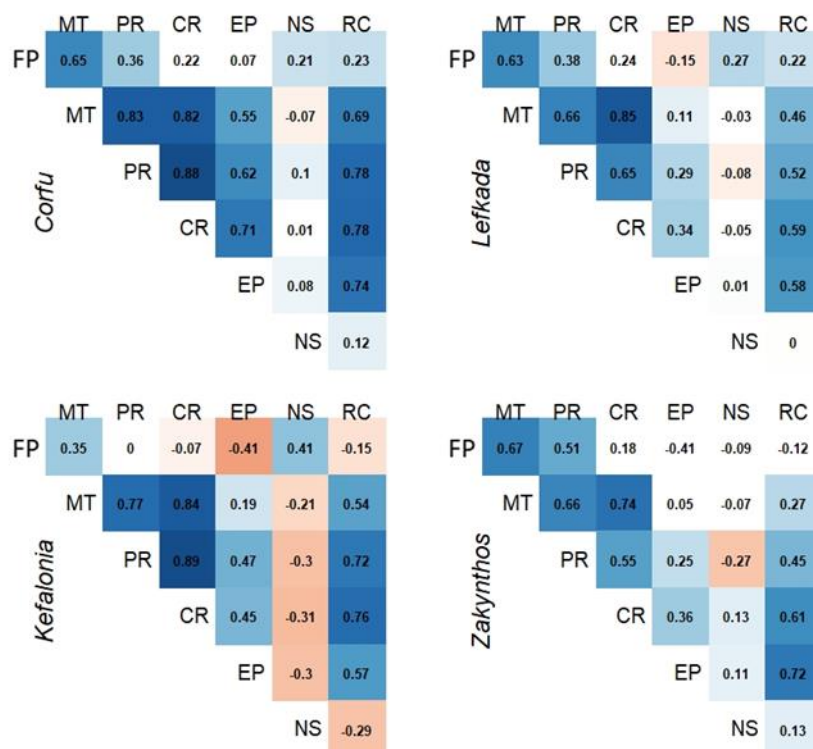 MT PR CR EP NS RC
FP 0.65 0.36 0.22 0.07 0.21 0.23
MT 0.83 0.82 0.55 -0.07 0.69
PR 0.88 0.62 0.1 0.78
CR 0.71 0.01 0.78
EP 0.08 0.74
NS 0.12
Corfu
MT PR CR EP NS RC
FP 0.63 0.38 0.24 -0.15 0.27 0.22
MT 0.66 0.85 0.11 -0.03 0.46
PR 0.65 0.29 -0.08 0.52
CR 0.34 -0.05 0.59
EP 0.01 0.58
NS 0
Lefkada
MT PR CR EP NS RC
FP 0.35 0 -0.07 -0.41 0.41 -0.15
MT 0.77 0.84 0.19 -0.21 0.54
PR 0.89 0.47 -0.3 0.72
CR 0.45 -0.31 0.76
EP -0.3 0.57
NS -0.29
Kefalonia
MT PR CR EP NS RC
FP 0.67 0.51 0.18 -0.41 -0.09 -0.12
MT 0.66 0.74 0.05 -0.07 0.27
PR 0.55 0.25 -0.27 0.45
CR 0.36 0.13 0.61
EP 0.11 0.72
NS 0.13
Zakynthos